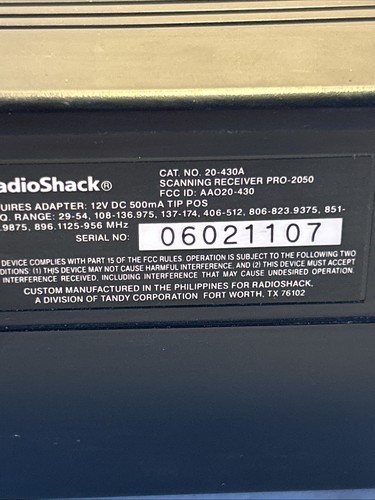 adioShack®
CAT. NO. 20-430A
SCANNING RECEIVER PRO-2050
FCC ID: AAO20-430
UIRES ADAPTER: 12V DC 500mA TIP POS
Q. RANGE: 29-54, 108-136.975, 137-174, 406-512, 806-823.9375, 851-
.9875, 896.1125-956 MHz
SERIAL NO: 06021107
DEVICE COMPLIES WITH PART 15 OF THE FCC RULES. OPERATION IS SUBJECT TO THE FOLLOWING TWO
DITIONS: (1) THIS DEVICE MAY NOT CAUSE HARMFUL INTERFERENCE, AND (2) THIS DEVICE MUST ACCEPT
INTERFERENCE RECEIVED, INCLUDING INTERFERENCE THAT MAY CAUSE UNDESIRED OPERATION.
CUSTOM MANUFACTURED IN THE PHILIPPINES FOR RADIOSHACK,
A DIVISION OF TANDY CORPORATION FORT WORTH, TX 76102